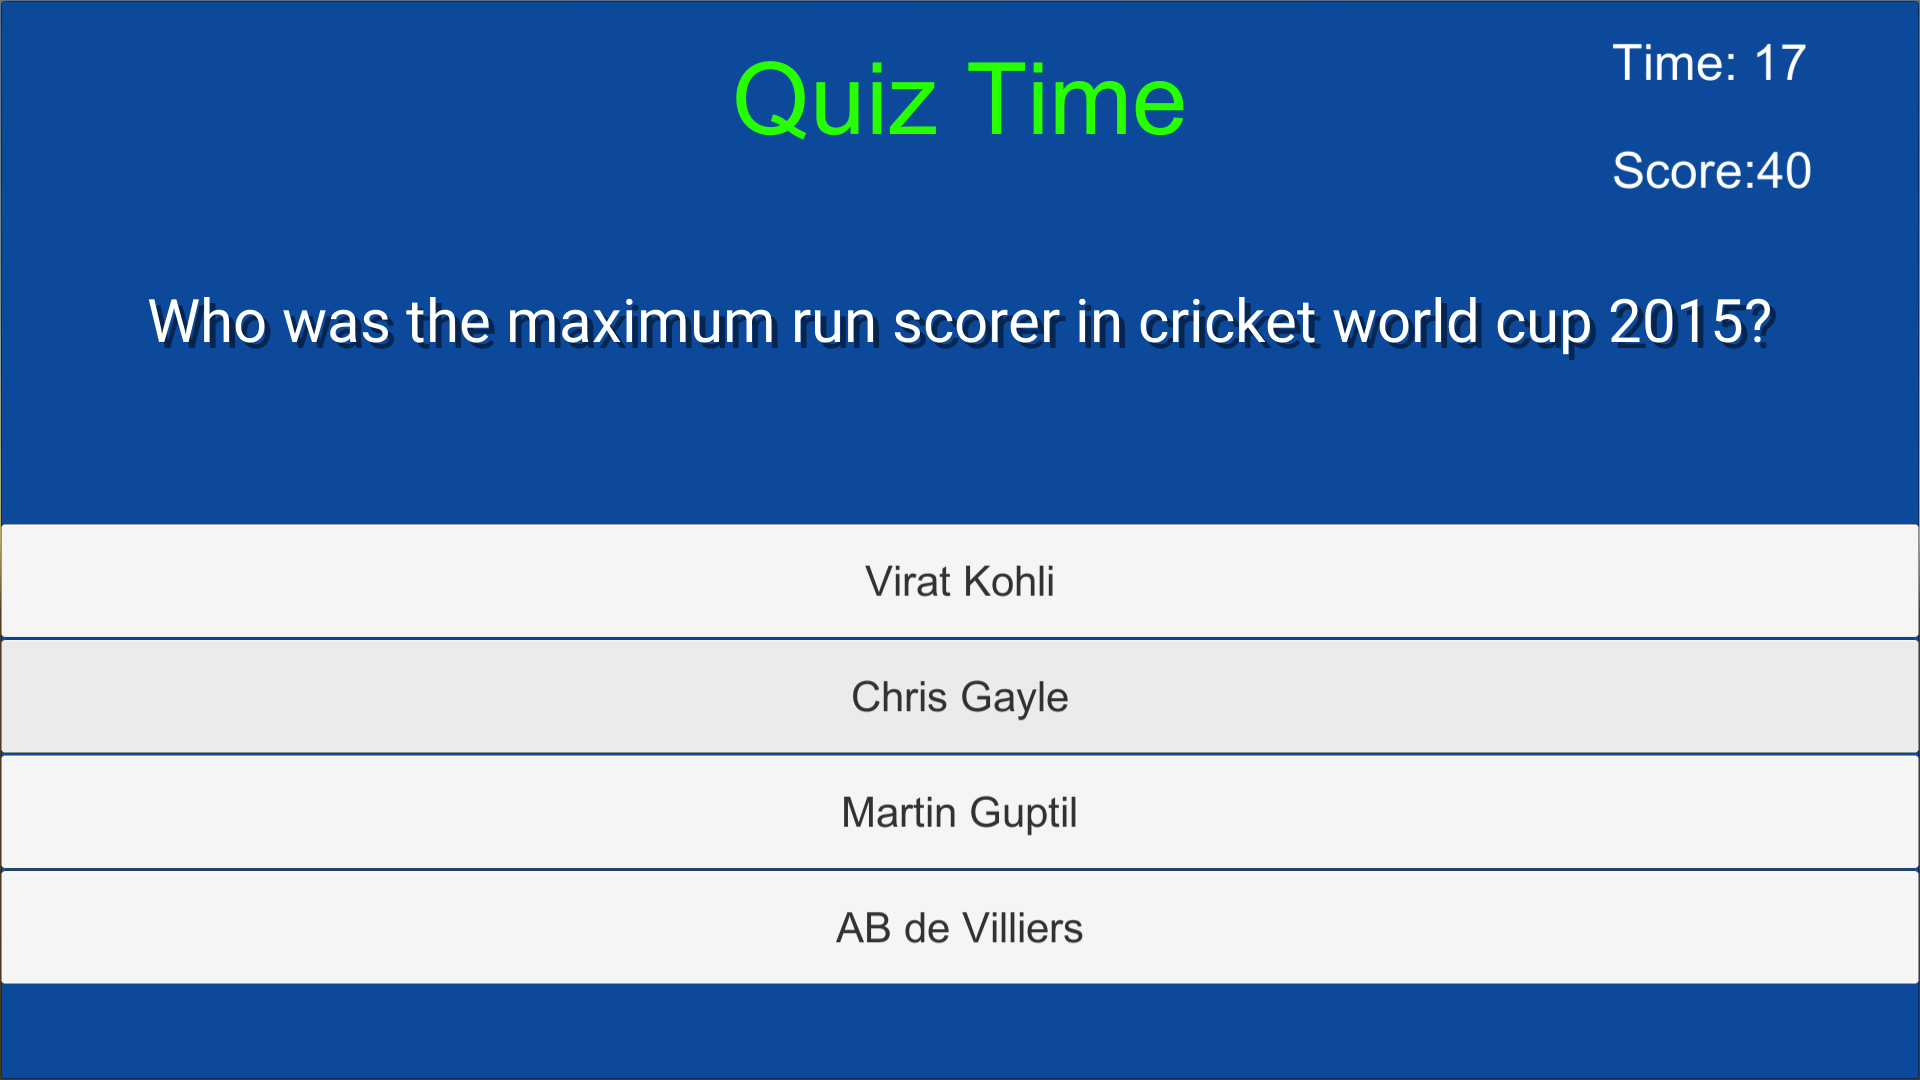 Quiz Time
Time: 17
Score:40
Who was the maximum run scorer in cricket world cup 2015?
Virat Kohli
Chris Gayle
Martin Guptil
AB de Villiers